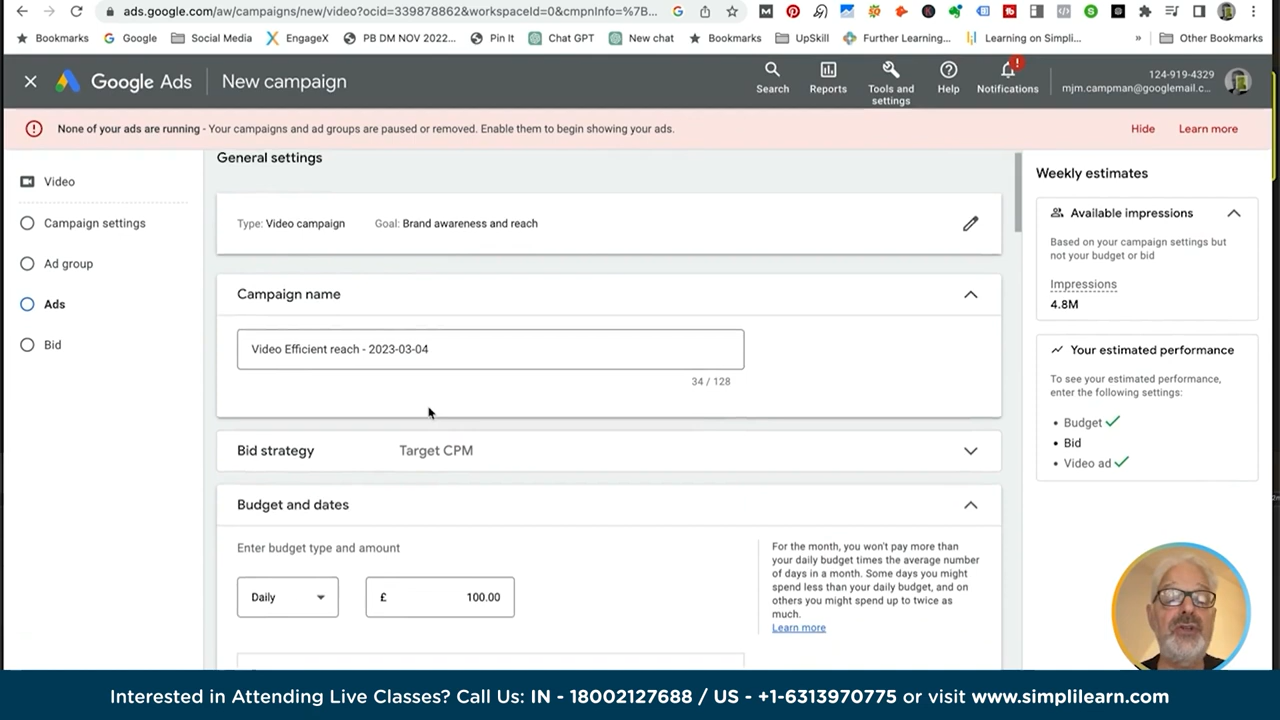 ads.google.com/aw/campaigns/new/video?ocid=339878862&workspaceId=0&cmpnInfo=%7B...
Bookmarks
Google
Social Media
EngageX
PB DM NOV 2022...
Pin It
Chat GPT
New chat
Bookmarks
UpSkill
Further Learning...
Learning on Simpli...
»
Other Bookmarks
Google Ads
New campaign
Search
Reports
Tools and
settings
Help
Notifications
124-919-4329
mjm.campman@googlemail.c...
None of your ads are running - Your campaigns and ad groups are paused or removed. Enable them to begin showing your ads.
Hide
Learn more
Video
Campaign settings
Ad group
Ads
Bid
General settings
Type: Video campaign
Goal: Brand awareness and reach
Campaign name
Video Efficient reach - 2023-03-04
34 / 128
Bid strategy
Target CPM
Budget and dates
Enter budget type and amount
Daily
£
100.00
For the month, you won't pay more than
your daily budget times the average number
of days in a month. Some days you might
spend less than your daily budget, and on
others you might spend up to twice as
much.
Learn more
Weekly estimates
Available impressions
Based on your campaign settings but
not your budget or bid
Impressions
4.8M
Your estimated performance
To see your estimated performance,
enter the following settings:
• Budget
• Bid
• Video ad
Interested in Attending Live Classes? Call Us: IN - 18002127688 / US - +1-6313970775 or visit www.simplilearn.com